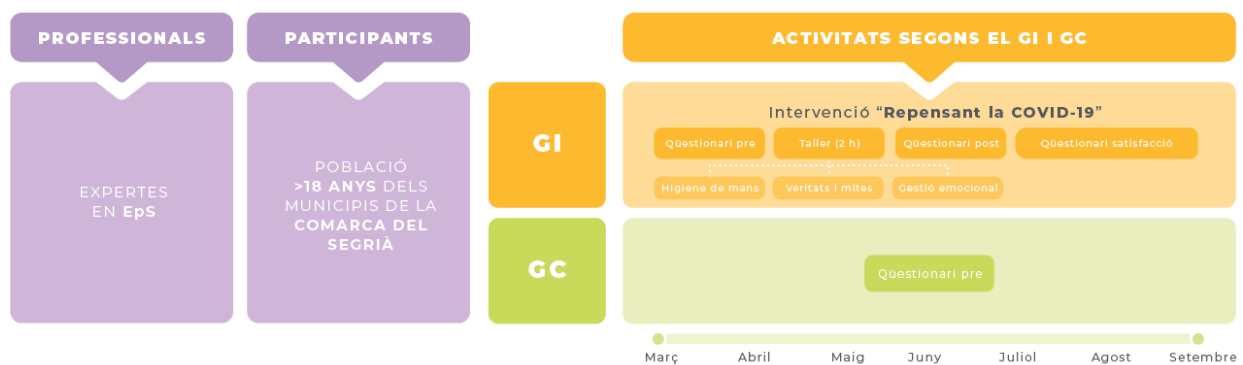 PROFESSIONALS
PARTICIPANTS
ACTIVITATS SEGONS EL GI I GC
EXPERTES
EN EpS
POBLACIÓ
>18 ANYS DELS
MUNICIPIS DE LA
COMARCA DEL
SEGRIÀ
GI
Intervenció “Repensant la COVID-19”
Qüestionari pre
Taller (2 h)
Qüestionari post
Qüestionari satisfacció
Higiene de mans
Veritats i mites
Gestió emocional
GC
Qüestionari pre
Març
Abril
Maig
Juny
Juliol
Agost
Setembre